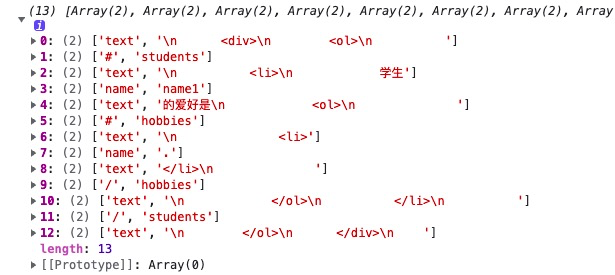 (13) [Array(2), Array(2), Array(2), Array(2), Array(2), Array(2), Array(2), Array
i
0: (2) ['text', '\n      <div>\n        <ol>\n          ']
1: (2) ['#', 'students']
2: (2) ['text', '\n          <li>\n              学生']
3: (2) ['name', 'name1']
4: (2) ['text', '的爱好是\n            <ol>\n              ']
5: (2) ['#', 'hobbies']
6: (2) ['text', '\n              <li>']
7: (2) ['name', '.']
8: (2) ['text', '</li>\n              ']
9: (2) ['/', 'hobbies']
10: (2) ['text', '\n            </ol>\n          </li>\n          ']
11: (2) ['/', 'students']
12: (2) ['text', '\n        </ol>\n      </div>\n    ']
length: 13
[[Prototype]]: Array(0)